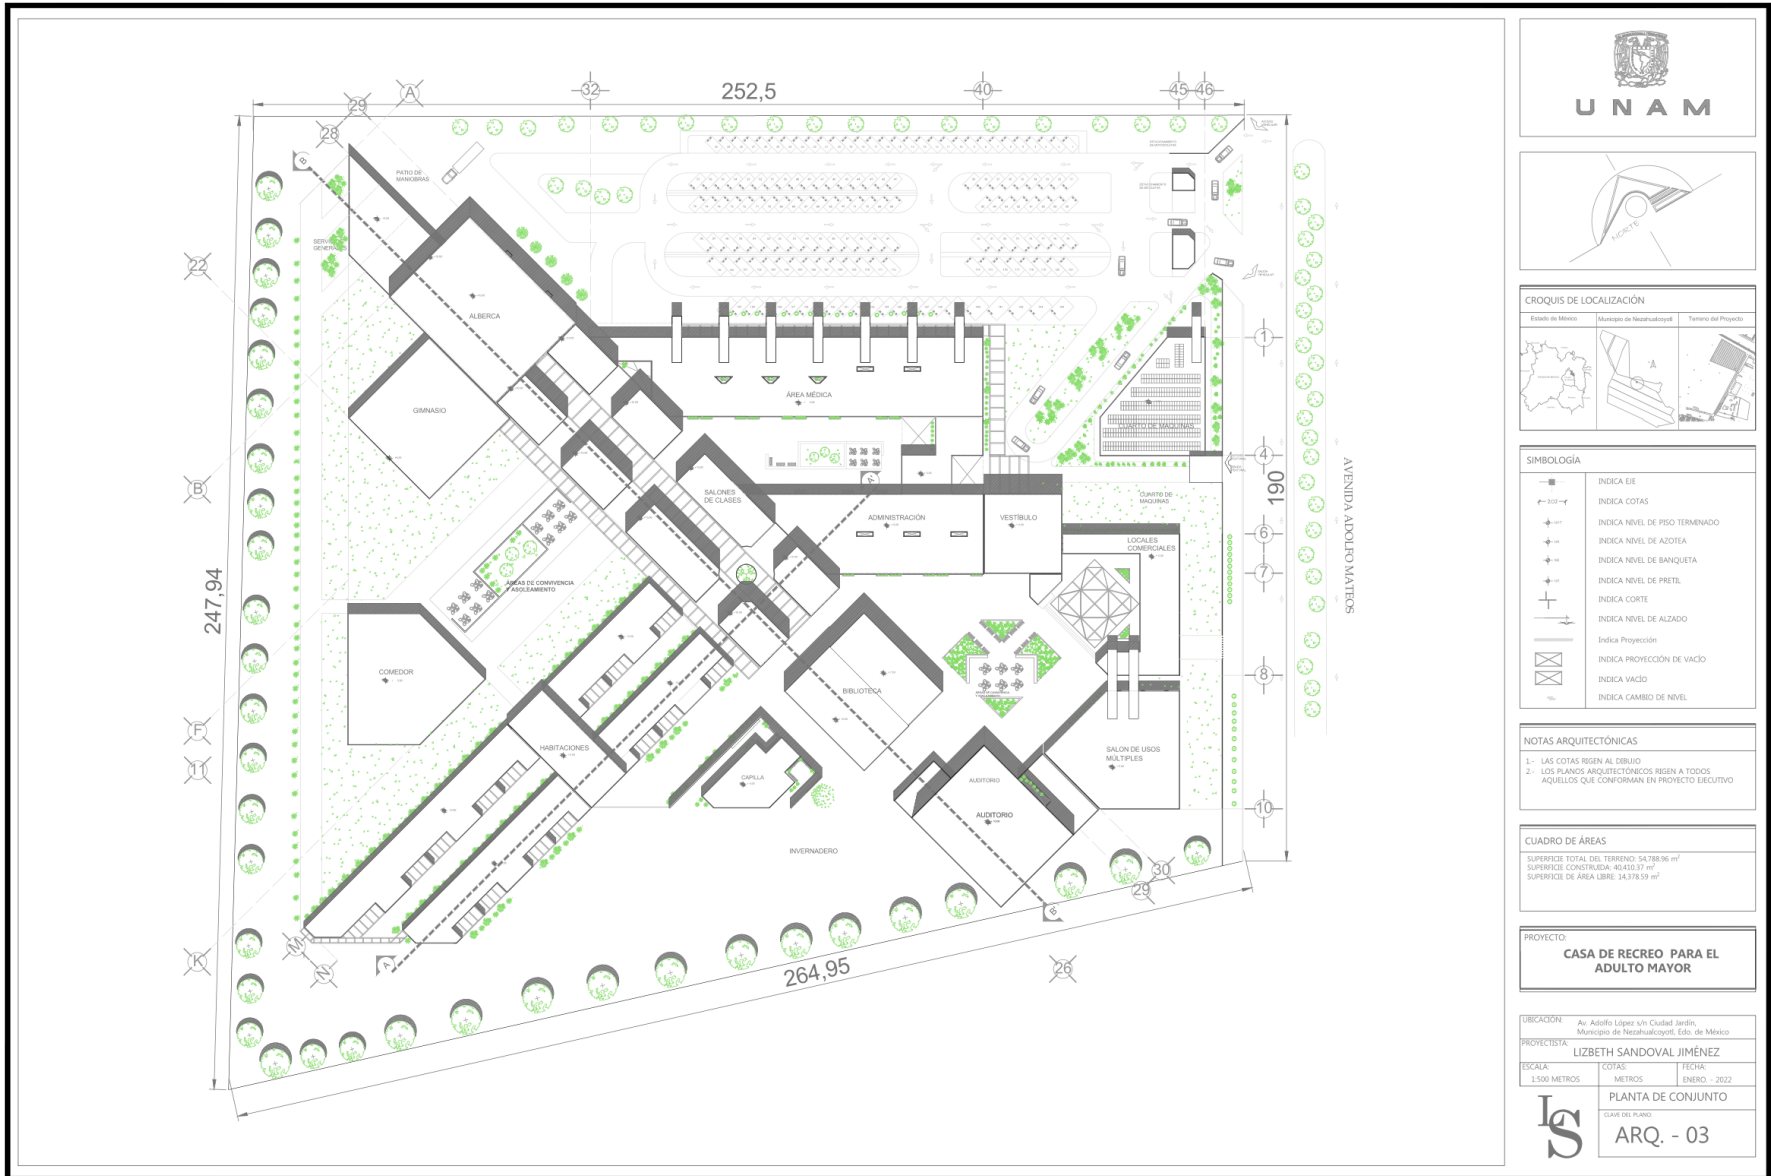 252,5
A
29
28
32
40
45
46
B
PATIO DE
MANIOBRAS
22
ALBERCA
1
GIMNASIO
ÁREA MÉDICA
CUARTO DE MAQUINAS
4
B
A'
190
SALONES
DE CLASES
CUARTO DE
MAQUINAS
ADMINISTRACIÓN
VESTÍBULO
6
LOCALES
COMERCIALES
7
AVENIDA ADOLFO MATEOS
ÁREAS DE CONVIVENCIA
Y ASOLEAMIENTO
247,94
COMEDOR
8
BIBLIOTECA
F
11
HABITACIONES
SALON DE USOS
MÚLTIPLES
CAPILLA
AUDITORIO
AUDITORIO
10
INVERNADERO
30
29
B'
M
N
K
A
26
264,95
UNAM
NORTE
CROQUIS DE LOCALIZACIÓN
Estado de México
Municipio de Nezahualcoyotl
Terreno del Proyecto
SIMBOLOGÍA
INDICA EJE
INDICA COTAS
INDICA NIVEL DE PISO TERMINADO
INDICA NIVEL DE AZOTEA
INDICA NIVEL DE BANQUETA
INDICA NIVEL DE PRETIL
INDICA CORTE
INDICA NIVEL DE ALZADO
Indica Proyección
INDICA PROYECCIÓN DE VACÍO
INDICA VACÍO
INDICA CAMBIO DE NIVEL
NOTAS ARQUITECTÓNICAS
1.- LAS COTAS RIGEN AL DIBUJO
2.- LOS PLANOS ARQUITECTÓNICOS RIGEN A TODOS
AQUELLOS QUE CONFORMAN EN PROYECTO EJECUTIVO
CUADRO DE ÁREAS
SUPERFICIE TOTAL DEL TERRENO: 54,788.96 m²
SUPERFICIE CONSTRUIDA: 40,410.37 m²
SUPERFICIE DE ÁREA LIBRE: 14,378.59 m²
PROYECTO:
CASA DE RECREO PARA EL
ADULTO MAYOR
UBICACIÓN: Av. Adolfo López s/n Ciudad Jardín,
Municipio de Nezahualcoyotl, Edo. de México
PROYECTISTA:
LIZBETH SANDOVAL JIMÉNEZ
ESCALA:
1:500 METROS
COTAS:
METROS
FECHA:
ENERO - 2022
LS
PLANTA DE CONJUNTO
CLAVE DEL PLANO:
ARQ. - 03